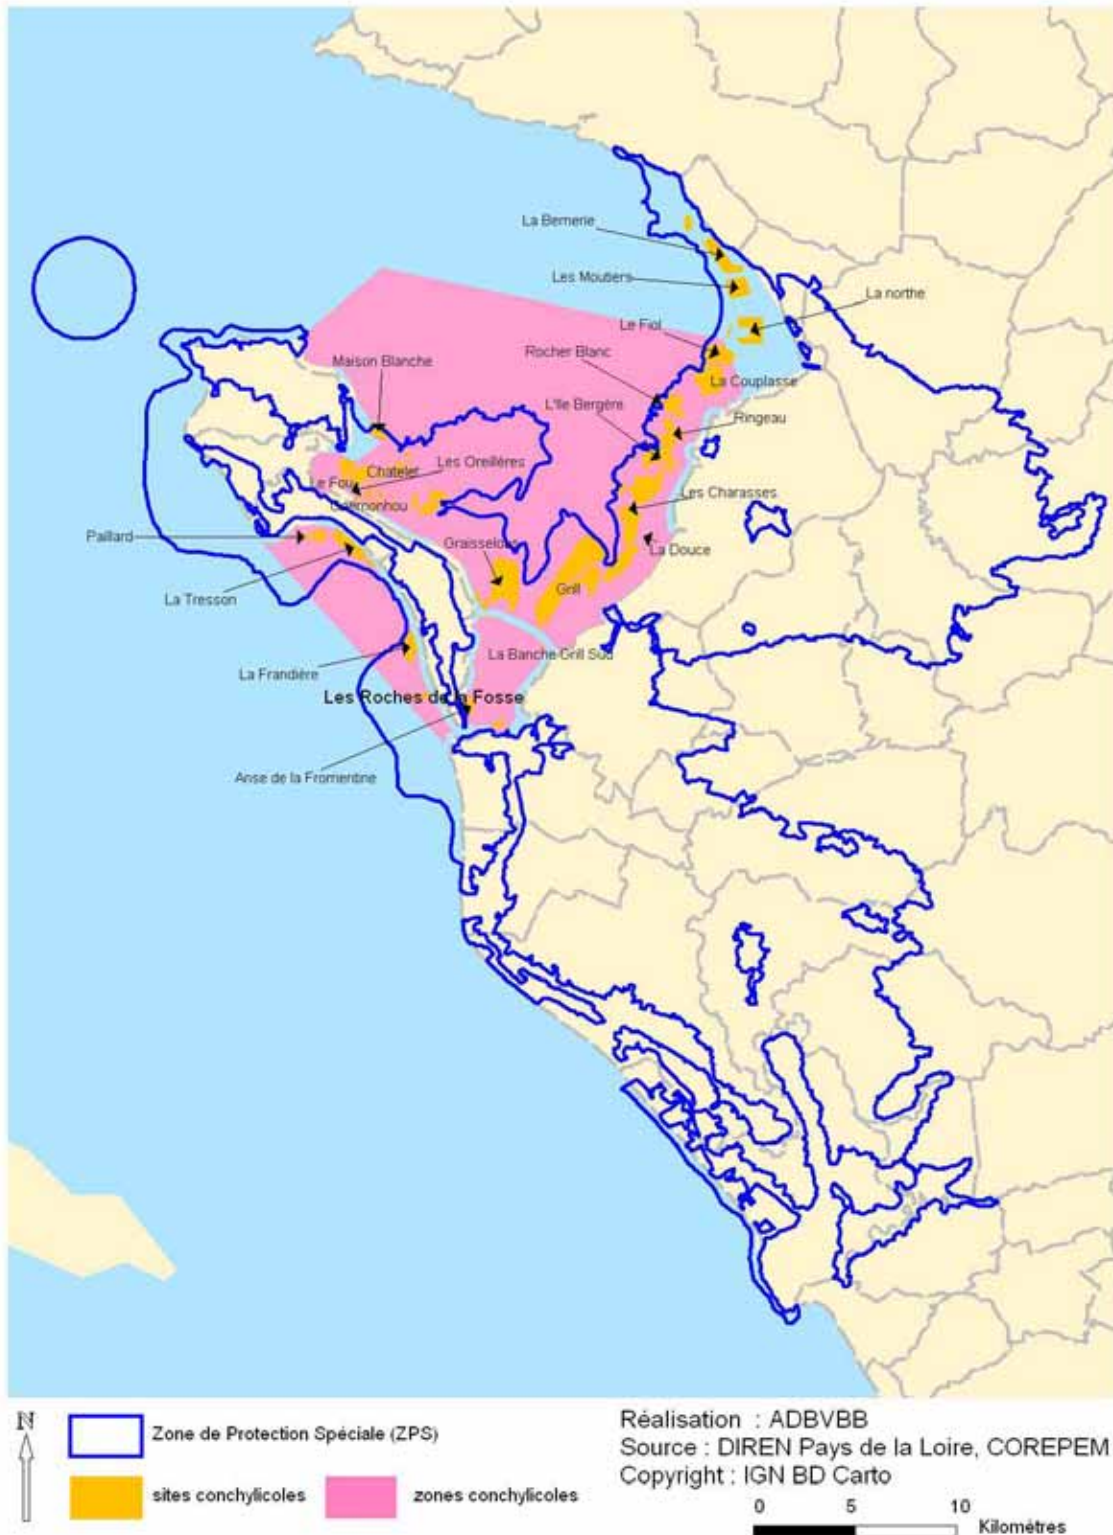 La Bernerie
Les Moutiers
La northe
Le Fiol
Rocher Blanc
Maison Blanche
La Couplasse
L'Ile Bergère
Ringeau
Les Oreillères
Chatelet
Le Fou
Les Charasses
Guernonhou
Paillard
Graisselous
La Douce
Grill
La Tresson
La Banche Grill Sud
La Frandière
Les Roches de la Fosse
Anse de la Fromentine
N
Zone de Protection Spéciale (ZPS)
sites conchylicoles
zones conchylicoles
Réalisation : ADBVBB
Source : DIREN Pays de la Loire, COREPEM
Copyright : IGN BD Carto
0 5 10
Kilomètres